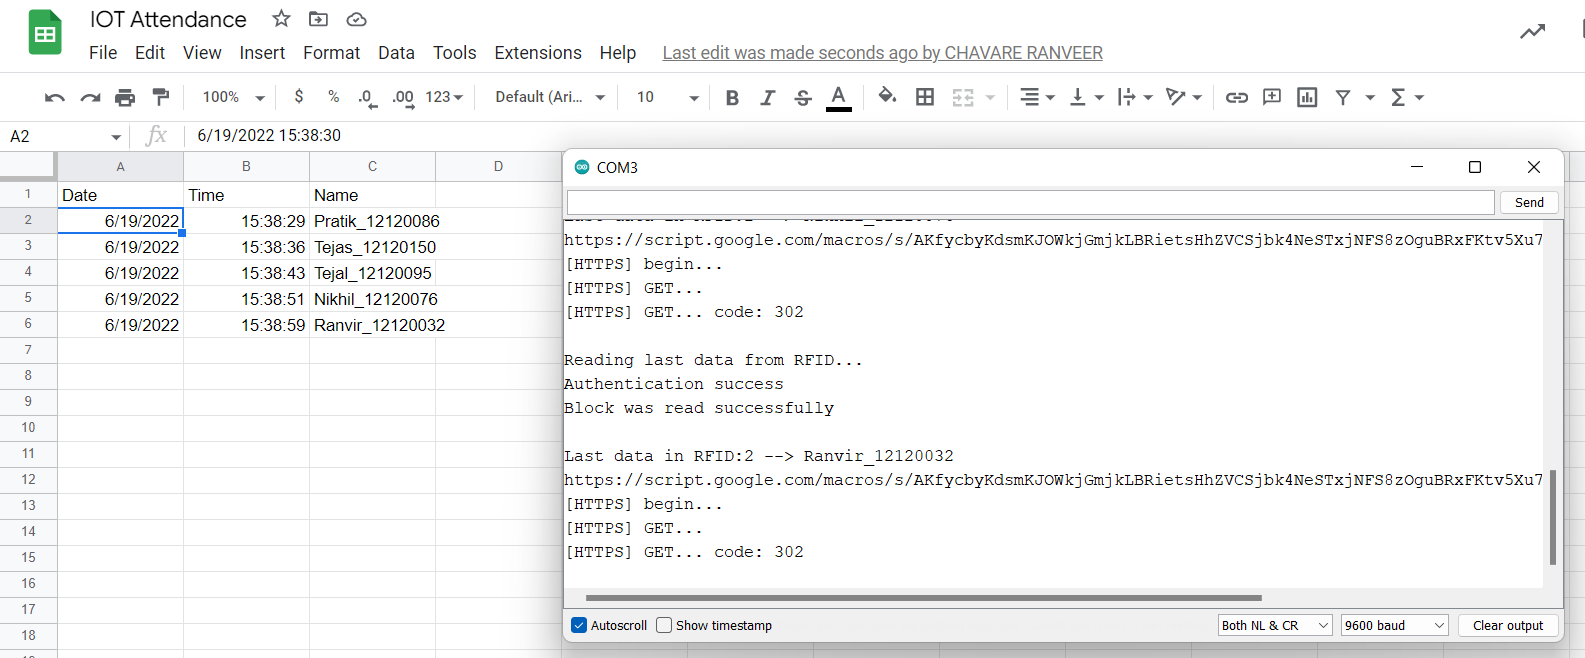 IOT Attendance
File Edit View Insert Format Data Tools Extensions Help Last edit was made seconds ago by CHAVARE RANVEER
100% $ % .0 .00 123 Default (Ari... 10 B I S A
A2 fx 6/19/2022 15:38:30
A B C D
1 Date Time Name
2 6/19/2022 15:38:29 Pratik_12120086
3 6/19/2022 15:38:36 Tejas_12120150
4 6/19/2022 15:38:43 Tejal_12120095
5 6/19/2022 15:38:51 Nikhil_12120076
6 6/19/2022 15:38:59 Ranvir_12120032
7
8
9
10
11
12
13
14
15
16
17
18
COM3
Send
https://script.google.com/macros/s/AKfycbyKdsmKJOWkjGmjkLBRietsHhZVCSjbk4NeSTxjNFS8zOguBRxFKtv5Xu7
[HTTPS] begin...
[HTTPS] GET...
[HTTPS] GET... code: 302
Reading last data from RFID...
Authentication success
Block was read successfully
Last data in RFID:2 --> Ranvir_12120032
https://script.google.com/macros/s/AKfycbyKdsmKJOWkjGmjkLBRietsHhZVCSjbk4NeSTxjNFS8zOguBRxFKtv5Xu7
[HTTPS] begin...
[HTTPS] GET...
[HTTPS] GET... code: 302
Autoscroll Show timestamp Both NL & CR 9600 baud Clear output